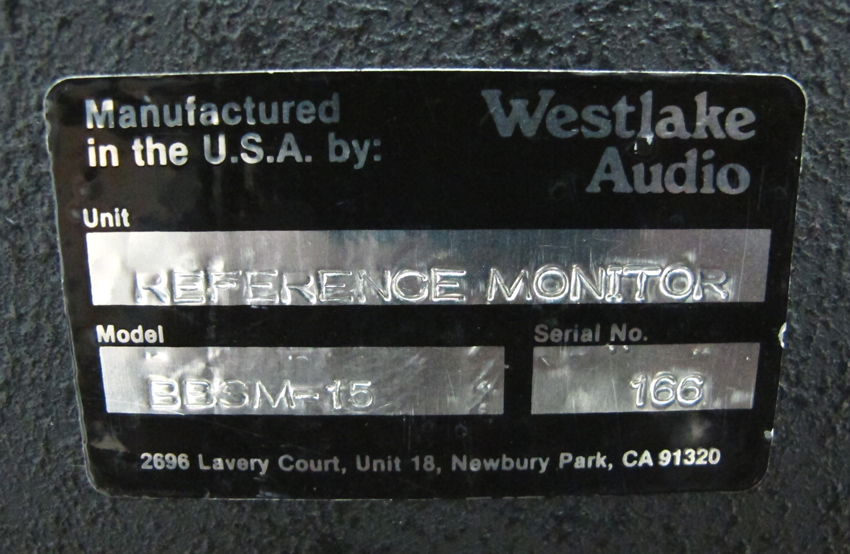 Manufactured
in the U.S.A. by:
Westlake
Audio
Unit
REFERENCE MONITOR
Model
BBSM-15
Serial No.
166
2696 Lavery Court, Unit 18, Newbury Park, CA 91320